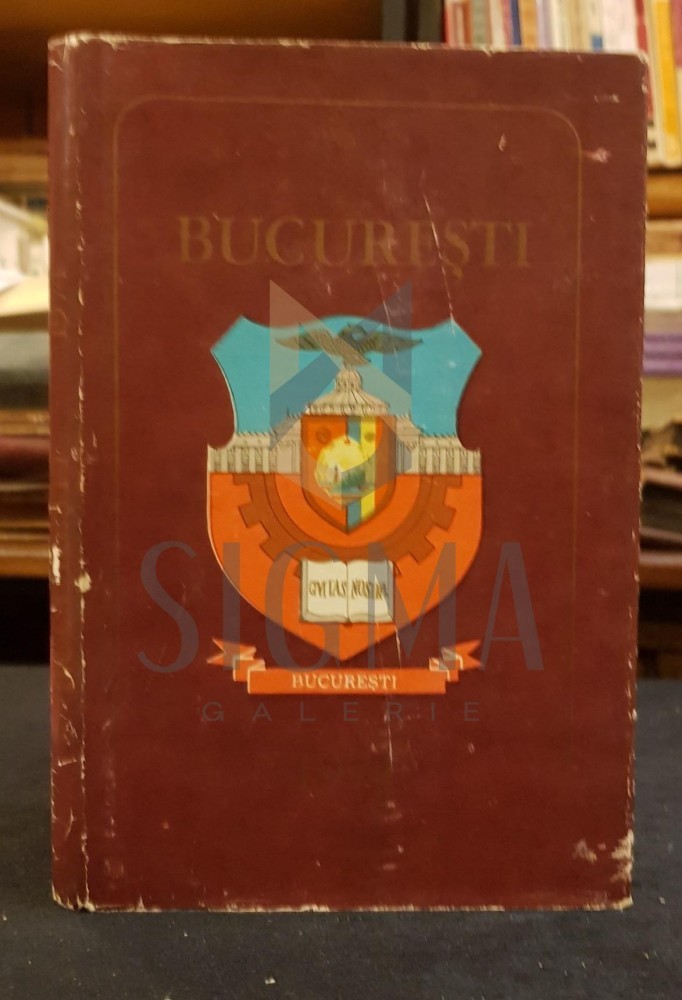 BUCUREȘTI
CIVITAS NOSTRA
SIGMA
BUCUREȘTI
GALERIE